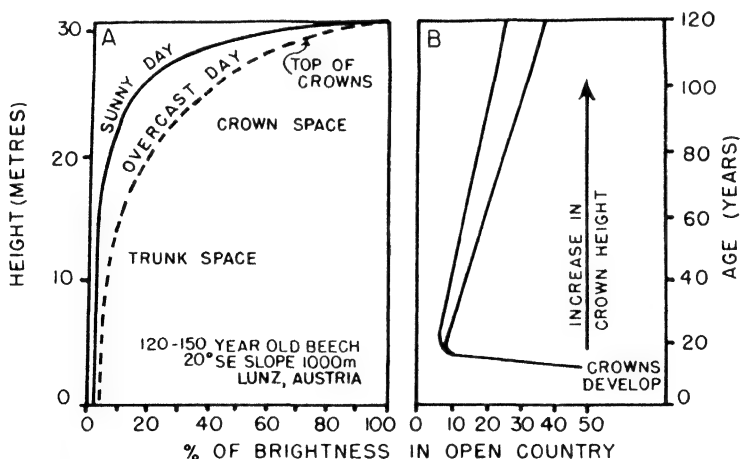 A
SUNNY DAY
OVERCAST DAY
TOP OF
CROWNS
CROWN SPACE
TRUNK SPACE
120-150 YEAR OLD BEECH
20° SE SLOPE 1000m
LUNZ, AUSTRIA
HEIGHT (METRES)
30
20
10
0
0 20 40 60 80 100
B
INCREASE IN
CROWN HEIGHT
CROWNS
DEVELOP
120
100
80
60
40
20
0
AGE (YEARS)
0 10 20 30 40 50
% OF BRIGHTNESS IN OPEN COUNTRY